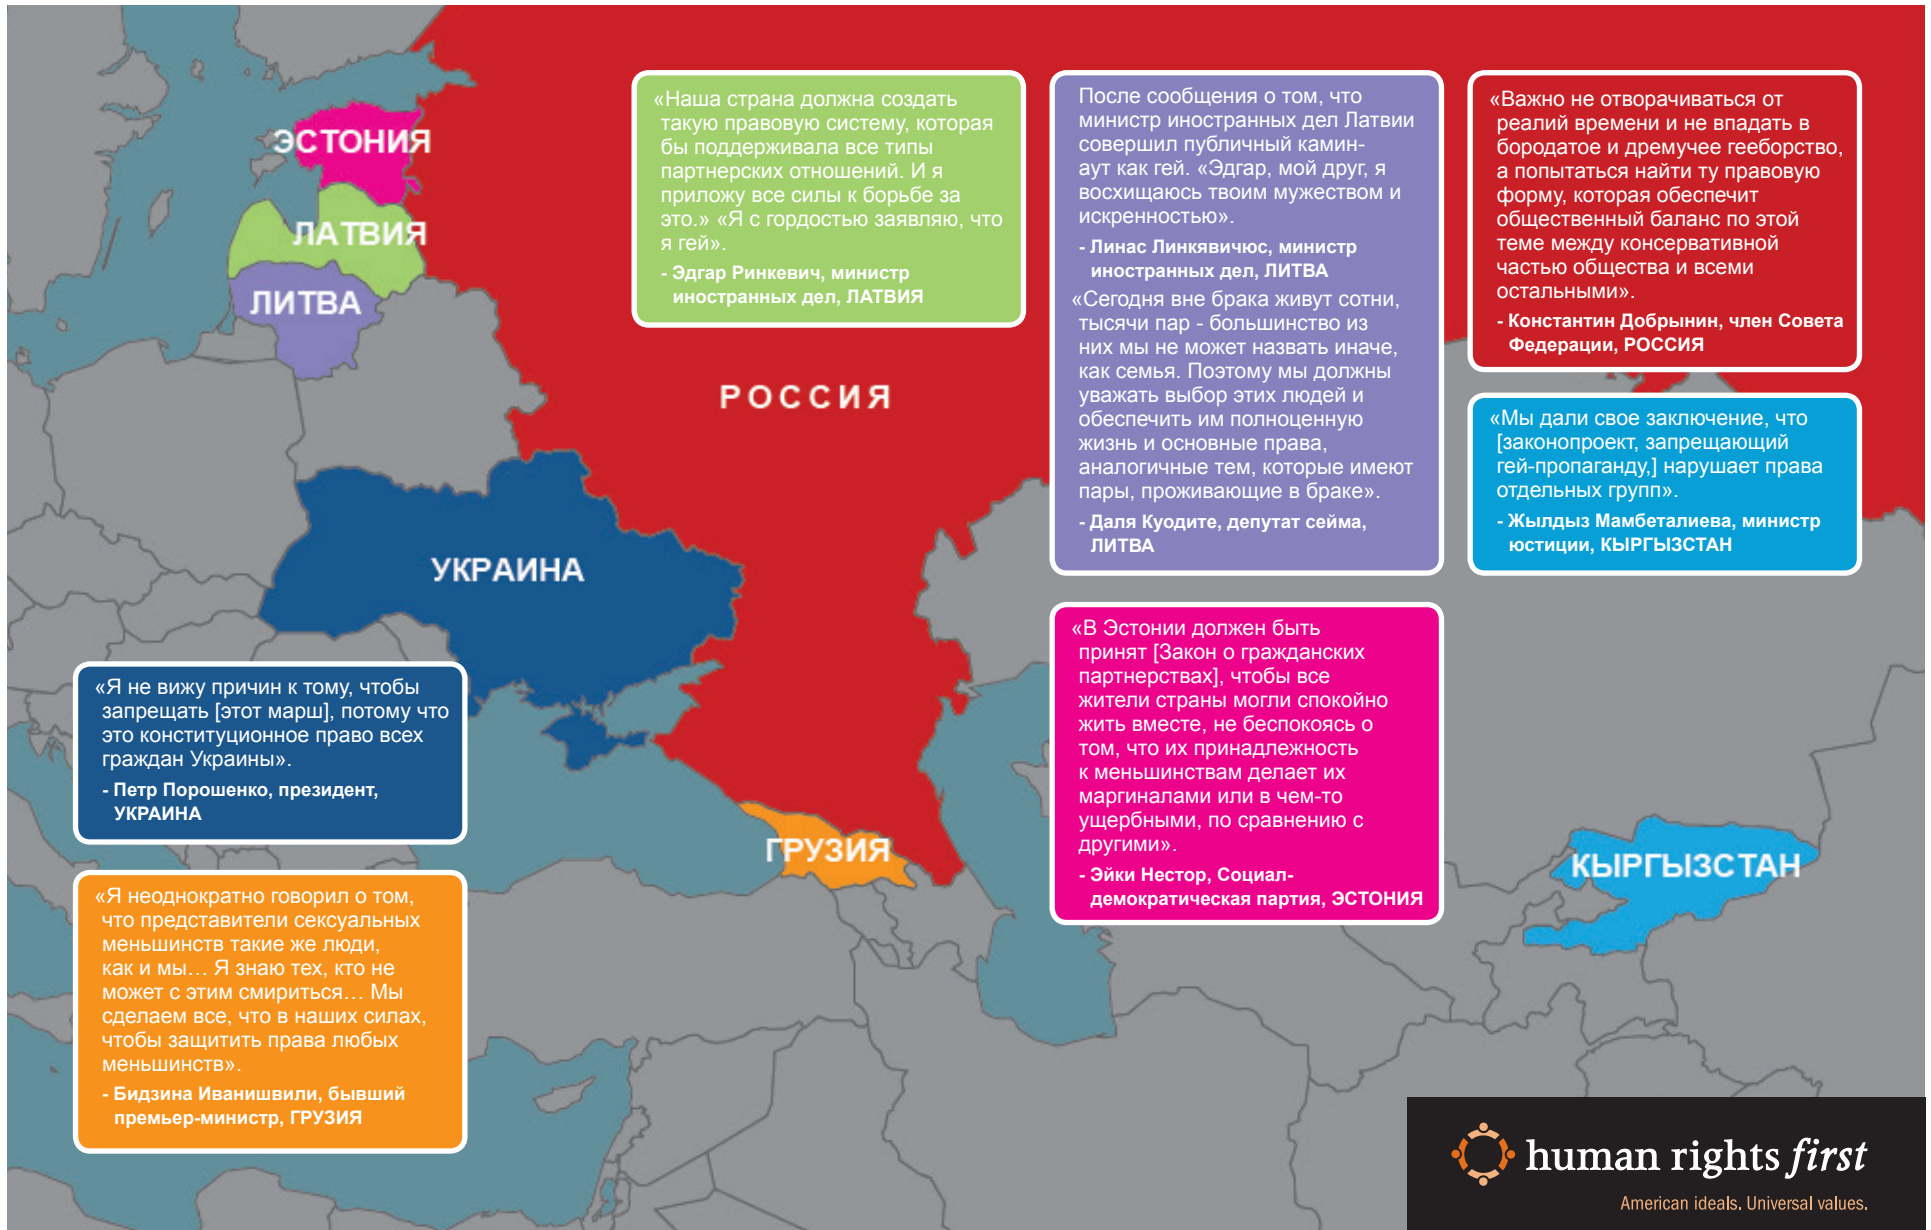 ЭСТОНИЯ
ЛАТВИЯ
ЛИТВА
РОССИЯ
УКРАИНА
ГРУЗИЯ
КЫРГЫЗСТАН
«Наша страна должна создать
такую правовую систему, которая
бы поддерживала все типы
партнерских отношений. И я
приложу все силы к борьбе за
это.» «Я с гордостью заявляю, что
я гей».
- Эдгар Ринкевич, министр
иностранных дел, ЛАТВИЯ
После сообщения о том, что
министр иностранных дел Латвии
совершил публичный камин-
аут как гей. «Эдгар, мой друг, я
восхищаюсь твоим мужеством и
искренностью».
- Линас Линкявичюс, министр
иностранных дел, ЛИТВА
«Сегодня вне брака живут сотни,
тысячи пар - большинство из
них мы не может назвать иначе,
как семья. Поэтому мы должны
уважать выбор этих людей и
обеспечить им полноценную
жизнь и основные права,
аналогичные тем, которые имеют
пары, проживающие в браке».
- Даля Куодите, депутат сейма,
ЛИТВА
«Важно не отворачиваться от
реалий времени и не впадать в
бородатое и дремучее гееборство,
а попытаться найти ту правовую
форму, которая обеспечит
общественный баланс по этой
теме между консервативной
частью общества и всеми
остальными».
- Константин Добрынин, член Совета
Федерации, РОССИЯ
«Мы дали свое заключение, что
[законопроект, запрещающий
гей-пропаганду,] нарушает права
отдельных групп».
- Жылдыз Мамбеталиева, министр
юстиции, КЫРГЫЗСТАН
«В Эстонии должен быть
принят [Закон о гражданских
партнерствах], чтобы все
жители страны могли спокойно
жить вместе, не беспокоясь о
том, что их принадлежность
к меньшинствам делает их
маргиналами или в чем-то
ущербными, по сравнению с
другими».
- Эйки Нестор, Социал-
демократическая партия, ЭСТОНИЯ
«Я не вижу причин к тому, чтобы
запрещать [этот марш], потому что
это конституционное право всех
граждан Украины».
- Петр Порошенко, президент,
УКРАИНА
«Я неоднократно говорил о том,
что представители сексуальных
меньшинств такие же люди,
как и мы… Я знаю тех, кто не
может с этим смириться… Мы
сделаем все, что в наших силах,
чтобы защитить права любых
меньшинств».
- Бидзина Иванишвили, бывший
премьер-министр, ГРУЗИЯ
human rights first
American ideals. Universal values.